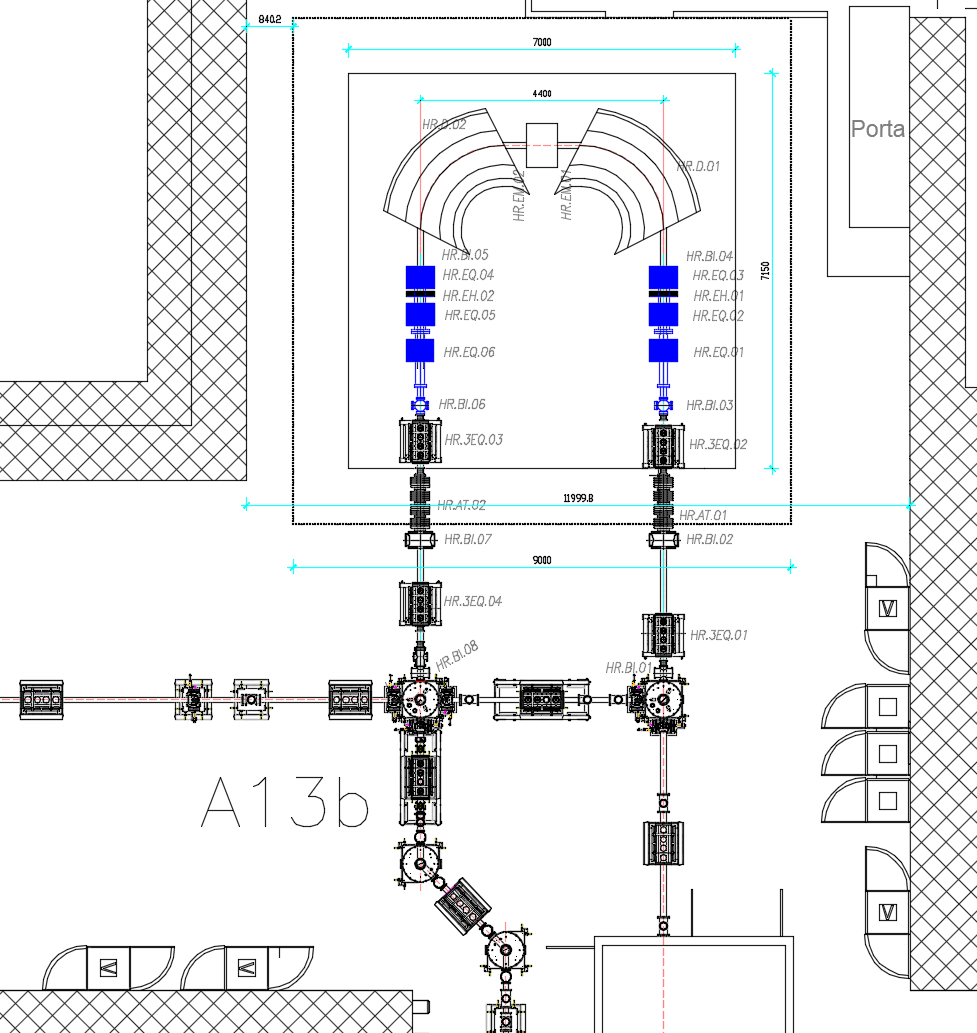 840.2
7000
4400
HR.D.02
Porta
HR.D.01
HR.EM.02
HR.EM.01
HR.BI.05
HR.BI.04
HR.EQ.04
HR.EQ.03
7150
HR.EH.02
HR.EH.01
HR.EQ.05
HR.EQ.02
HR.EQ.06
HR.EQ.01
HR.BI.06
HR.BI.03
HR.3EQ.03
HR.3EQ.02
11999.8
HR.AT.02
HR.AT.01
HR.BI.07
HR.BI.02
9000
HR.3EQ.04
HR.3EQ.01
HR.BI.08
HR.BI.01
A13b